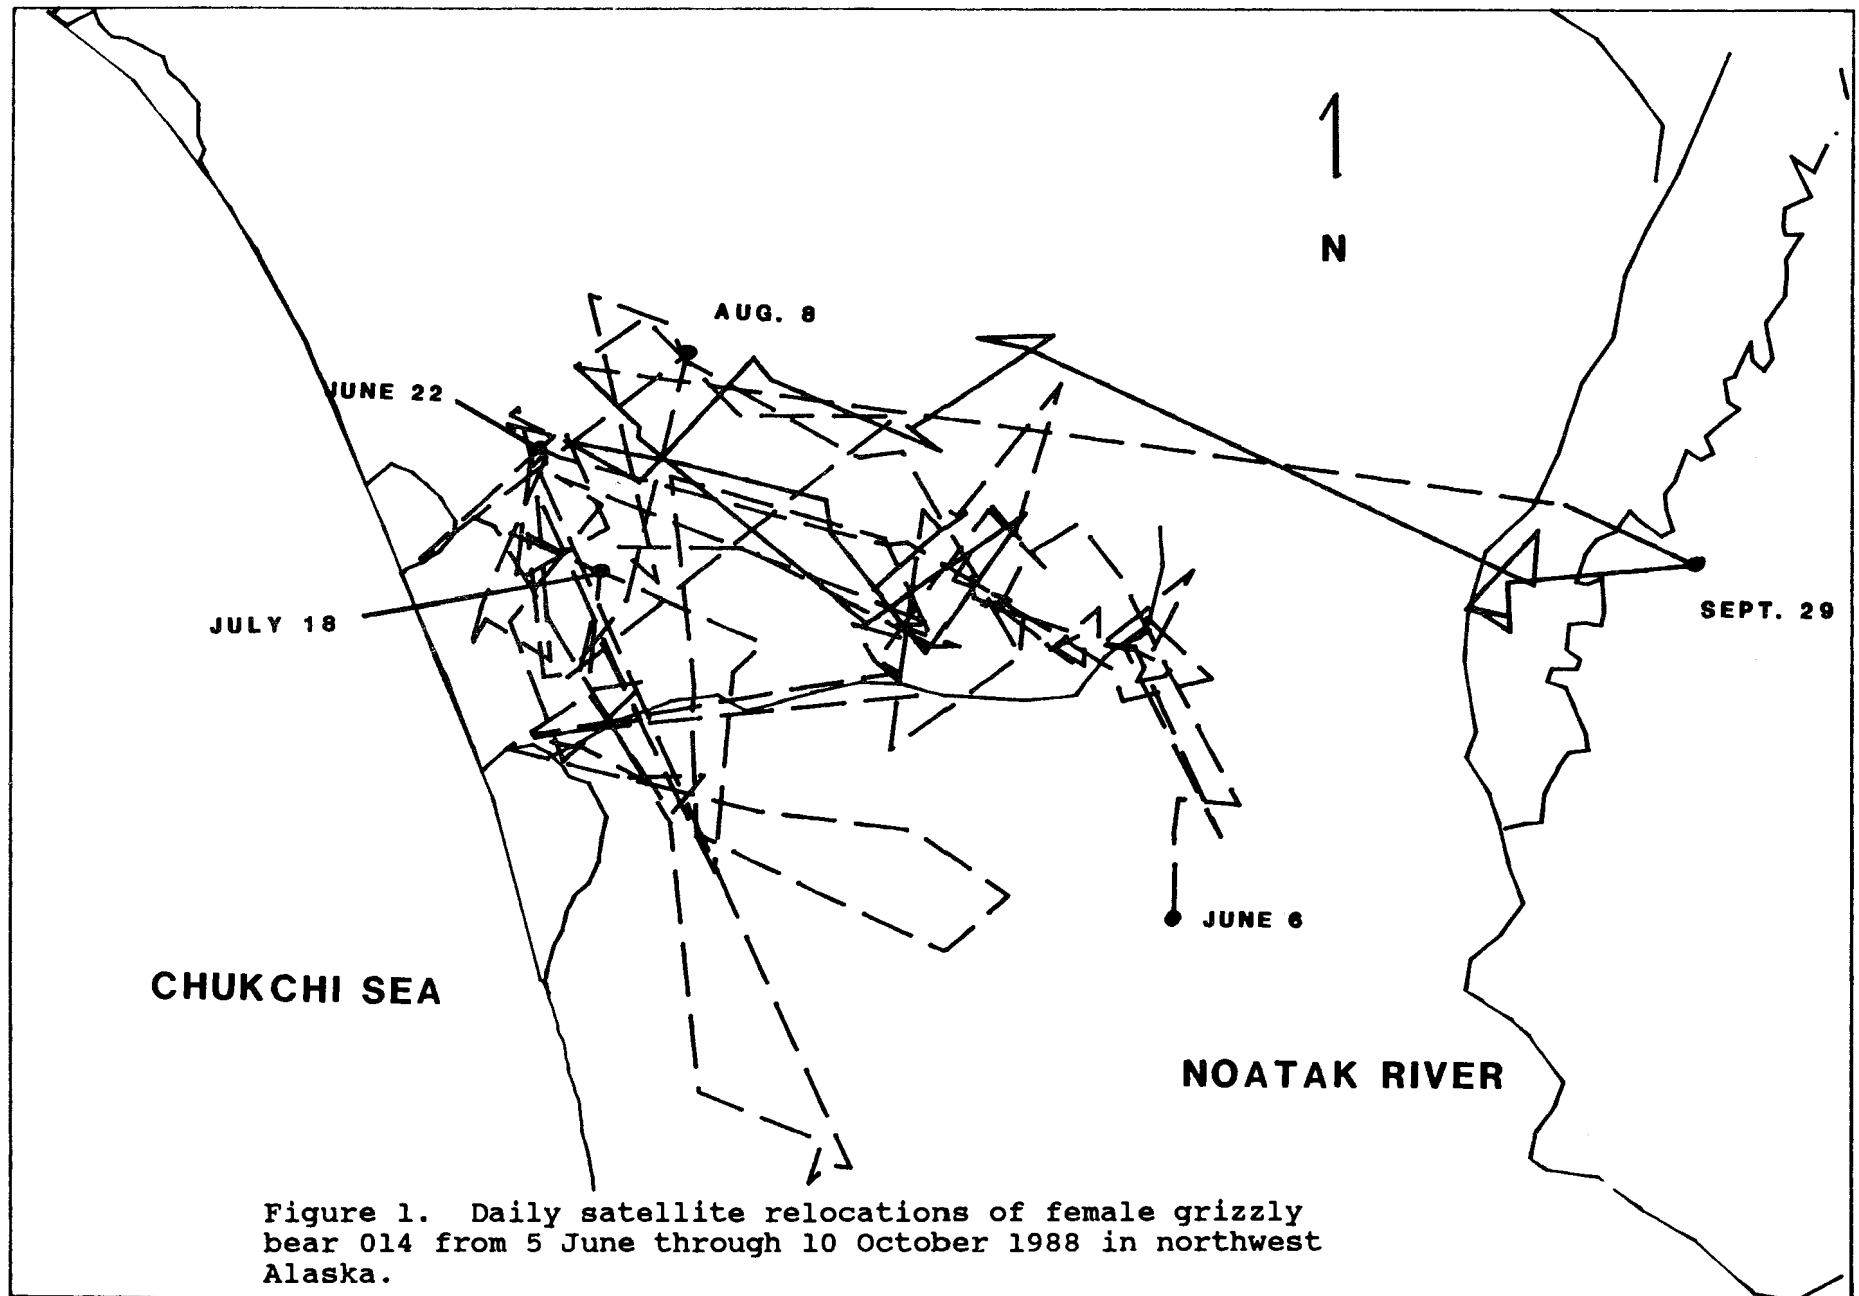 N
AUG. 8
JUNE 22
JULY 18
SEPT. 29
JUNE 6
CHUKCHI SEA
NOATAK RIVER
Figure 1.  Daily satellite relocations of female grizzly
bear 014 from 5 June through 10 October 1988 in northwest
Alaska.